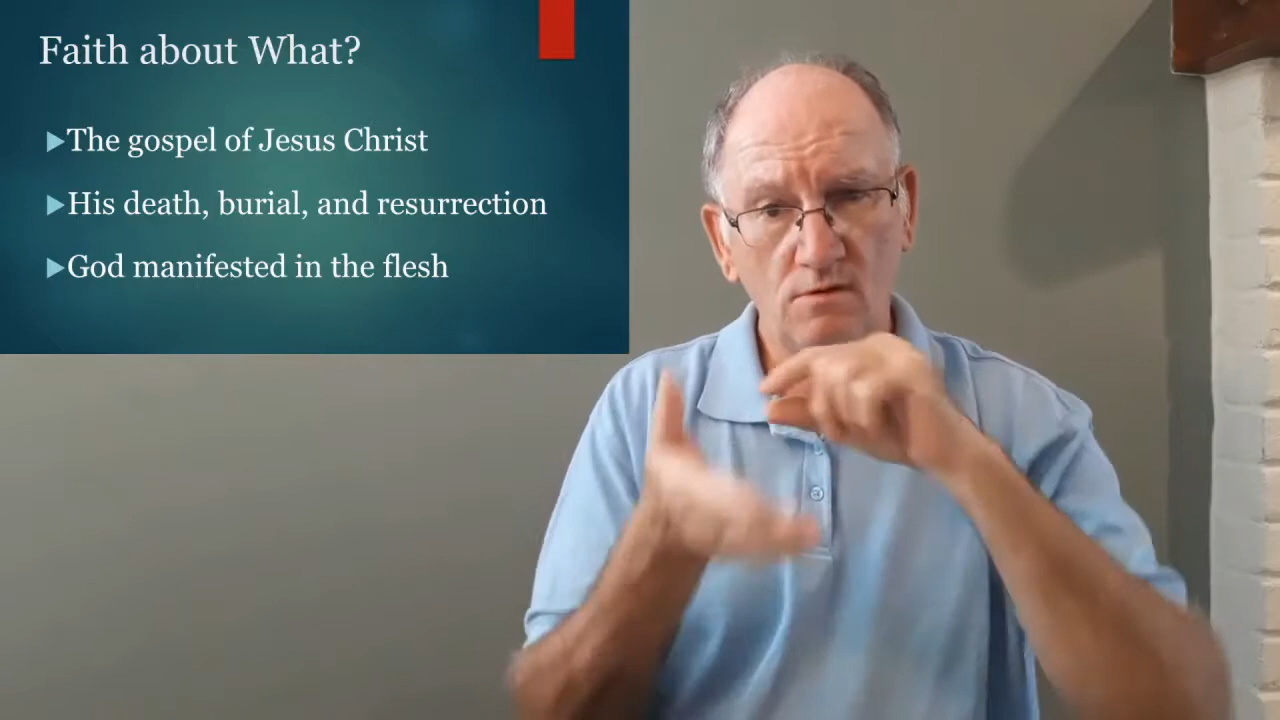 Faith about What?
The gospel of Jesus Christ
His death, burial, and resurrection
God manifested in the flesh